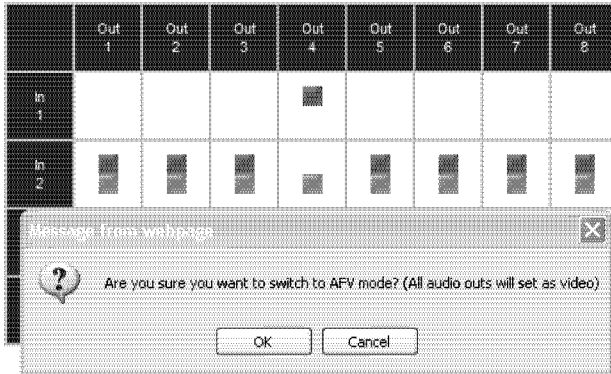 Out 1
Out 2
Out 3
Out 4
Out 5
Out 6
Out 7
Out 8
In 1
In 2
Message from webpage
Are you sure you want to switch to AFV mode? (All audio outs will set as video)
OK
Cancel